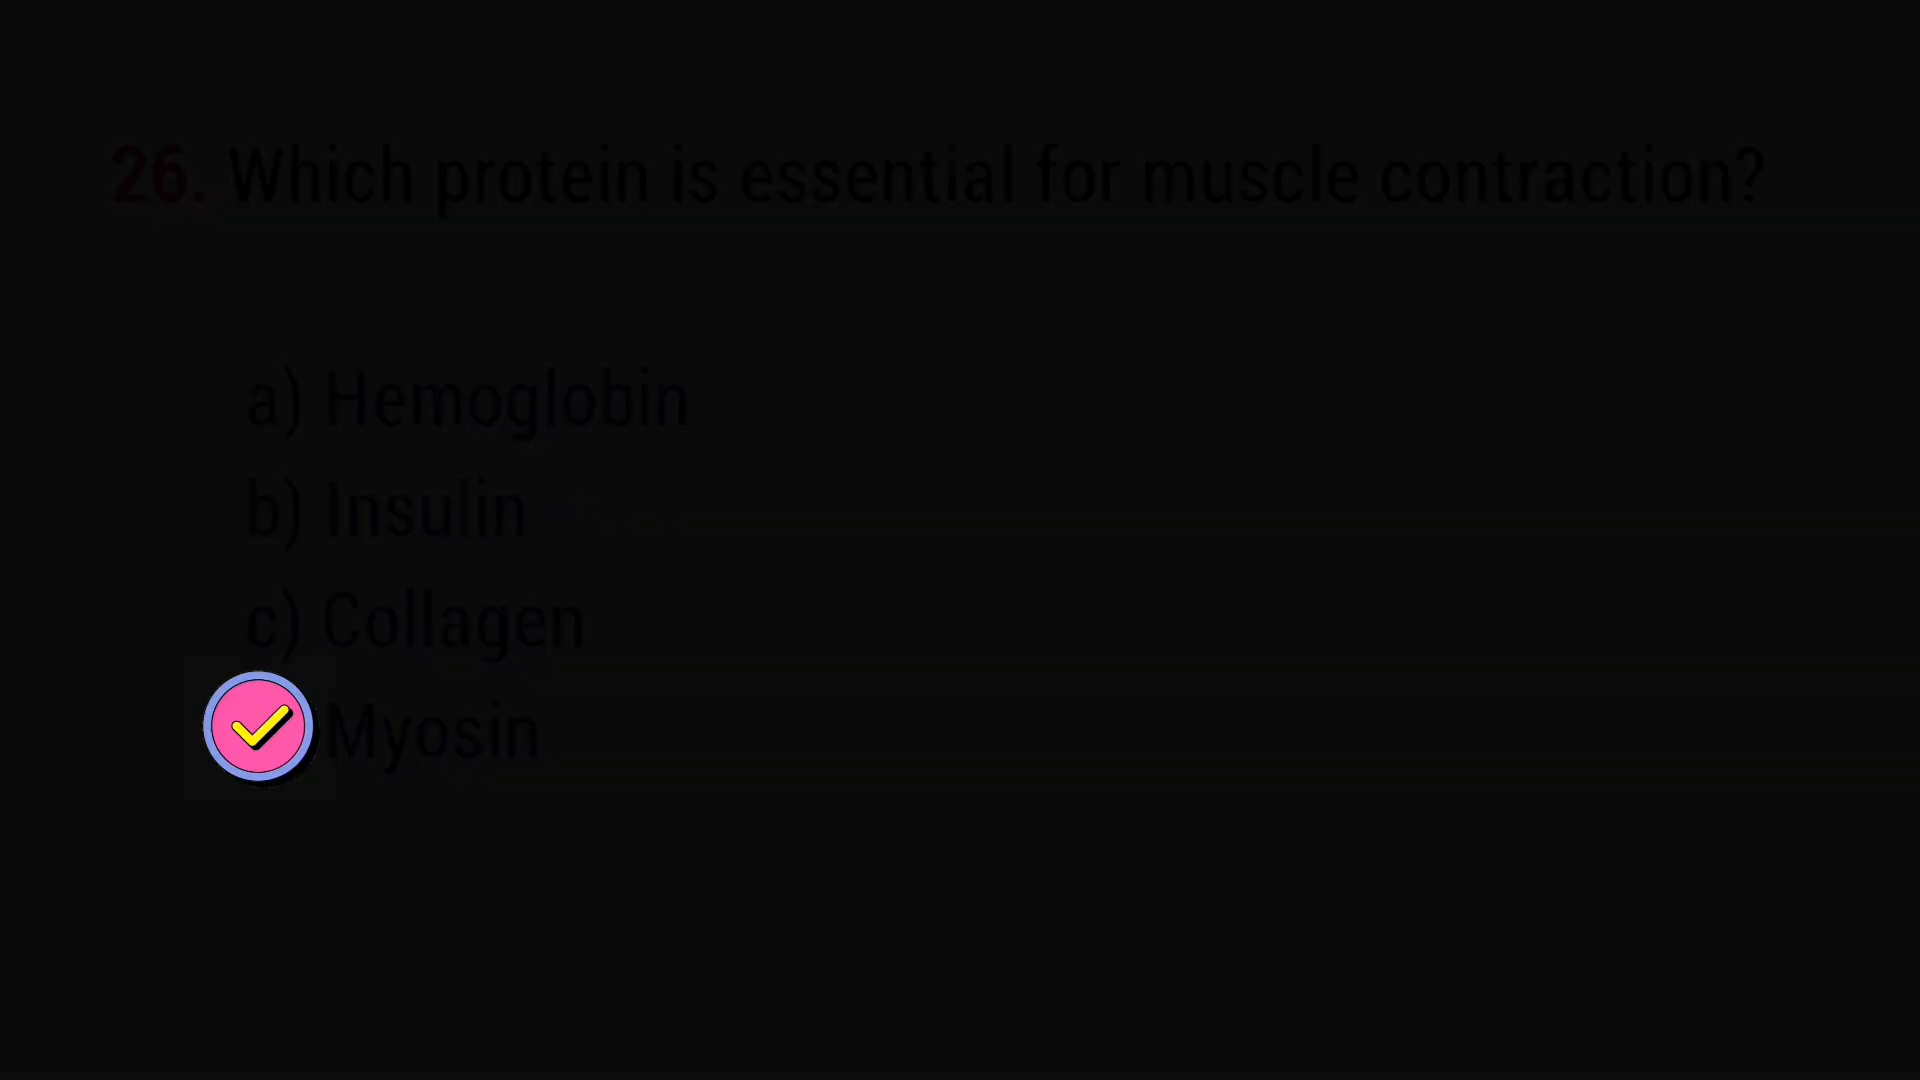 26. Which protein is essential for muscle contraction?
a) Hemoglobin
b) Insulin
c) Collagen
Myosin